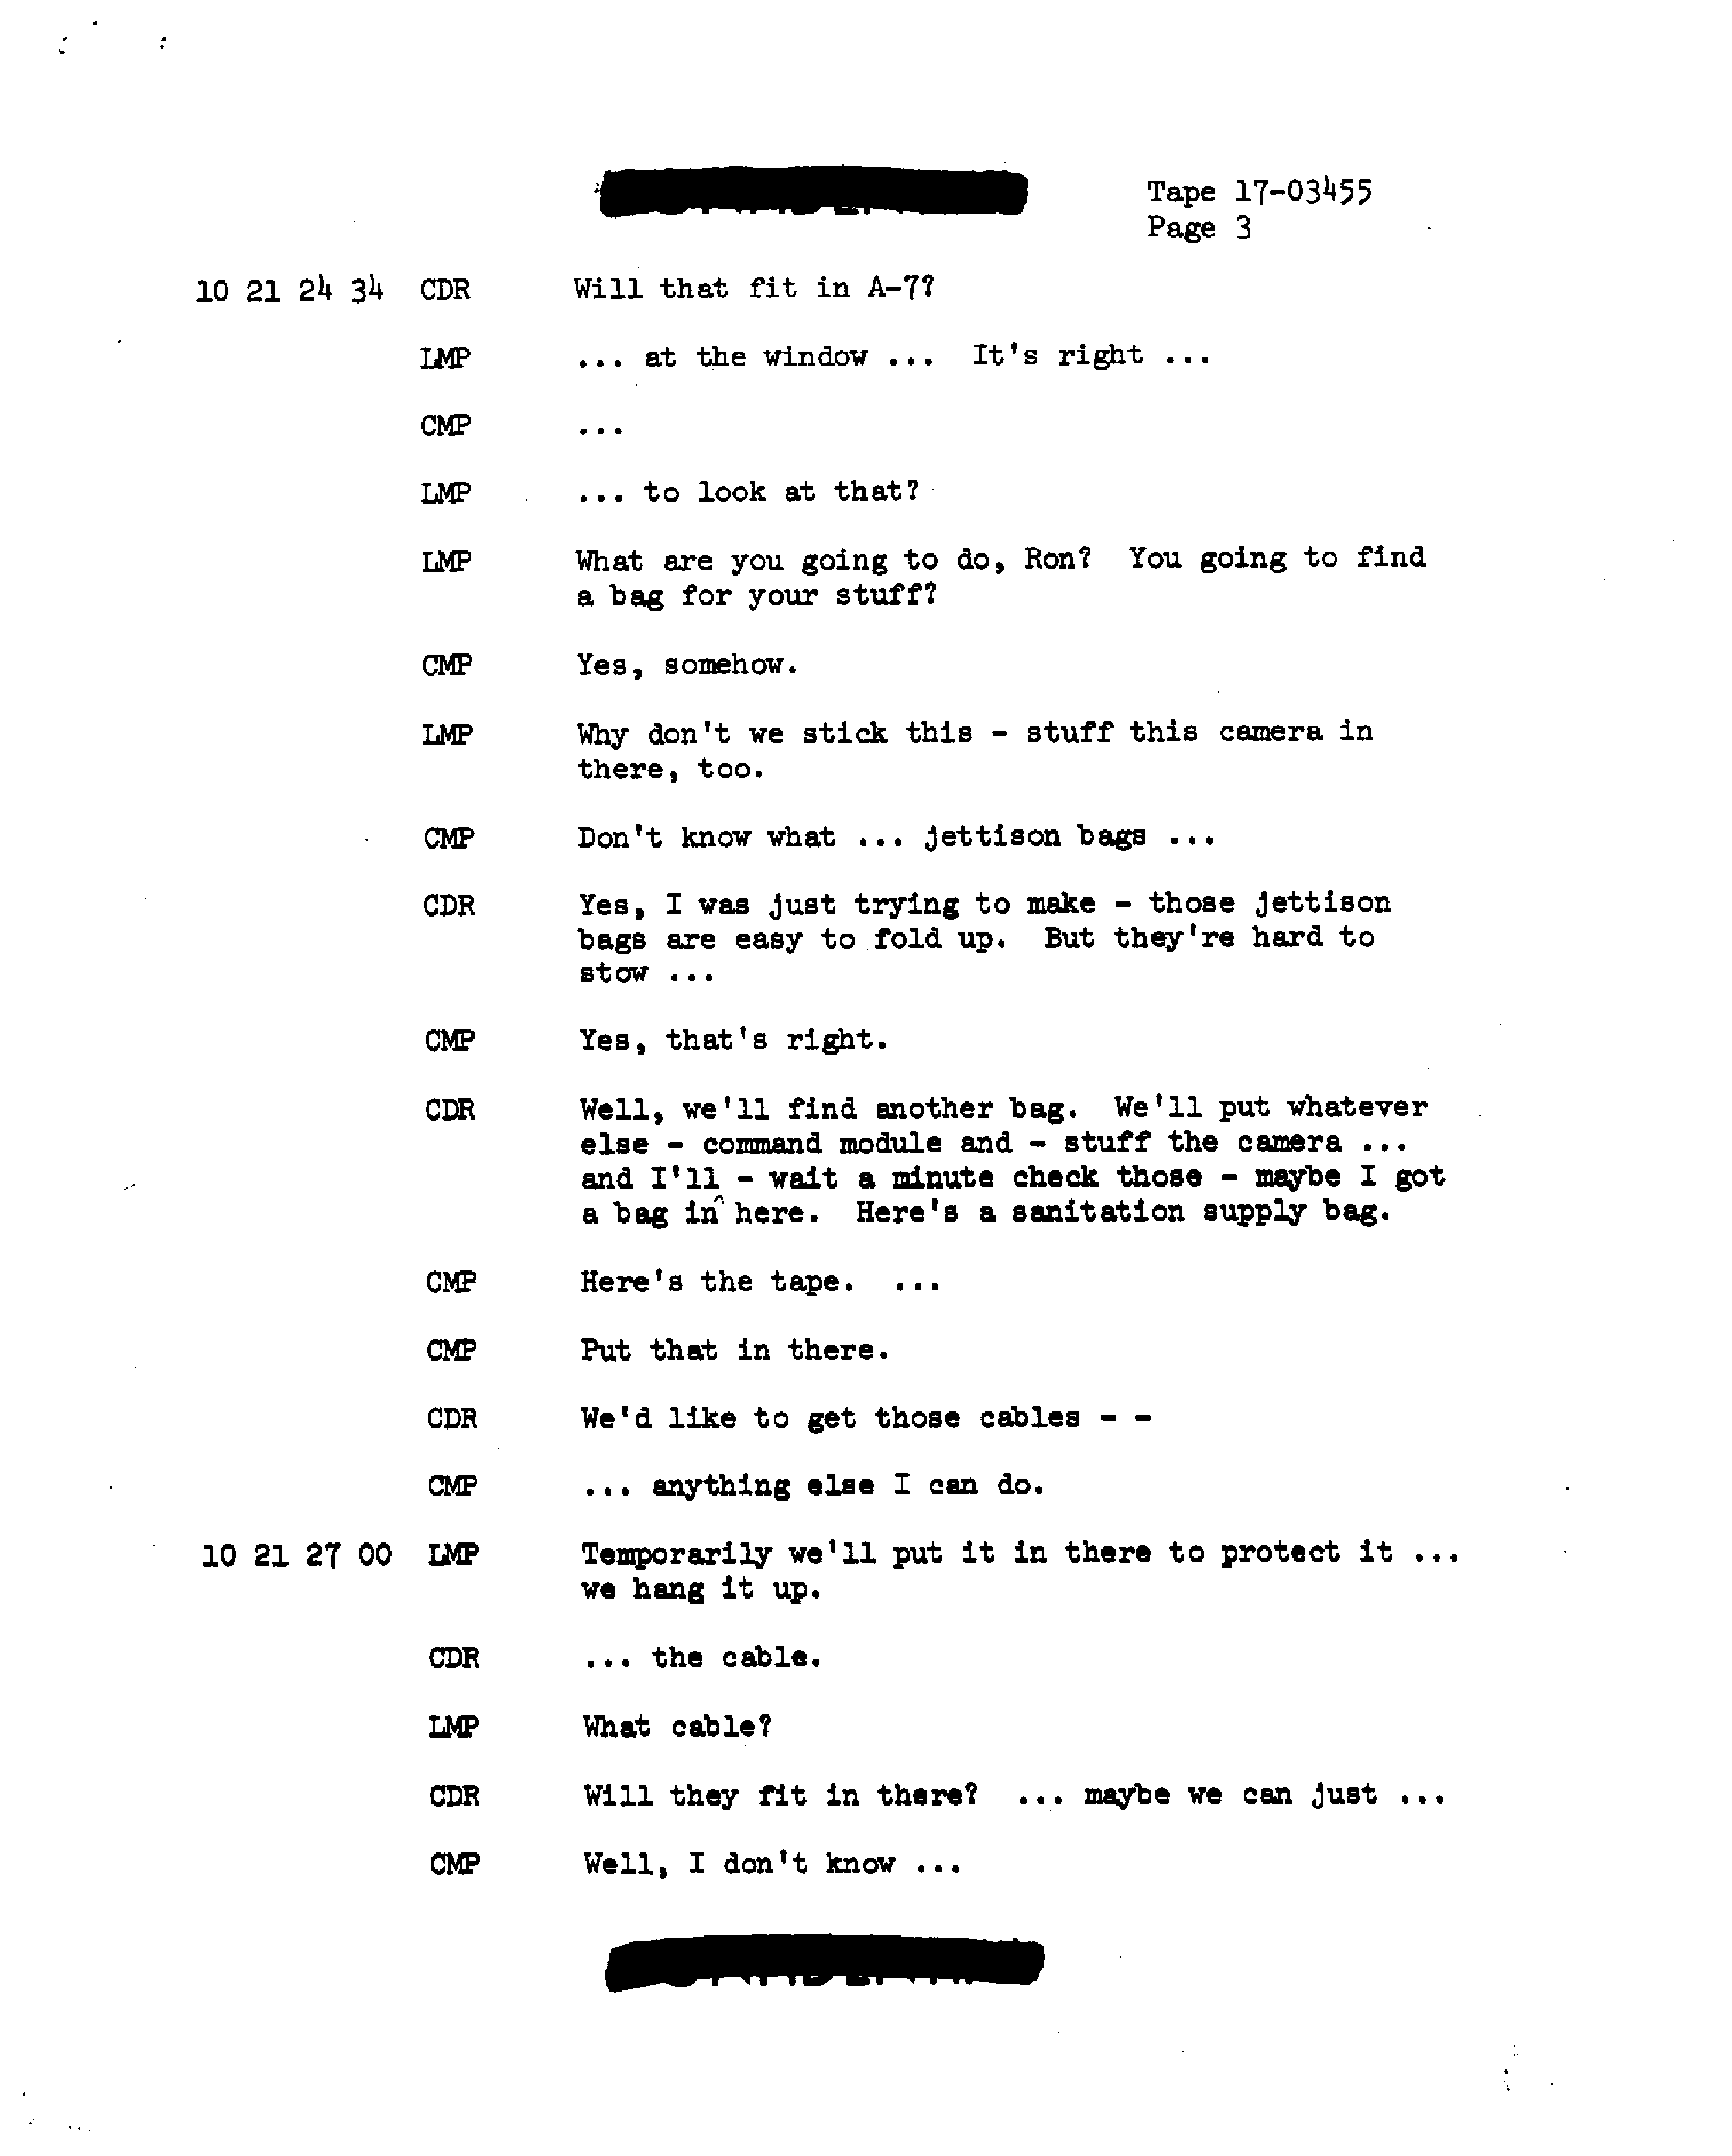 Tape 17-03455
Page 3
10 21 24 34 CDR Will that fit in A-7?
LMP ... at the window ... It's right ...
CMP ...
LMP ... to look at that?
LMP What are you going to do, Ron? You going to find
a bag for your stuff?
CMP Yes, somehow.
LMP Why don't we stick this - stuff this camera in
there, too.
CMP Don't know what ... jettison bags ...
CDR Yes, I was just trying to make - those jettison
bags are easy to fold up. But they're hard to
stow ...
CMP Yes, that's right.
CDR Well, we'll find another bag. We'll put whatever
else - command module and - stuff the camera ...
and I'll - wait a minute check those - maybe I got
a bag in here. Here's a sanitation supply bag.
CMP Here's the tape. ...
CMP Put that in there.
CDR We'd like to get those cables - -
CMP ... anything else I can do.
10 21 27 00 LMP Temporarily we'll put it in there to protect it ...
we hang it up.
CDR ... the cable.
LMP What cable?
CDR Will they fit in there? ... maybe we can just ...
CMP Well, I don't know ...